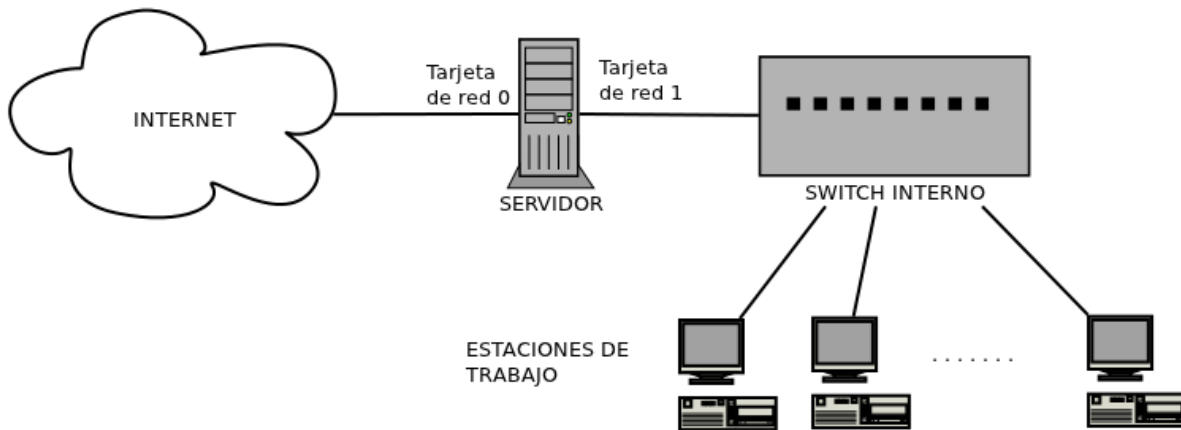 INTERNET
Tarjeta
de red 0
Tarjeta
de red 1
SERVIDOR
SWITCH INTERNO
ESTACIONES DE
TRABAJO
.......